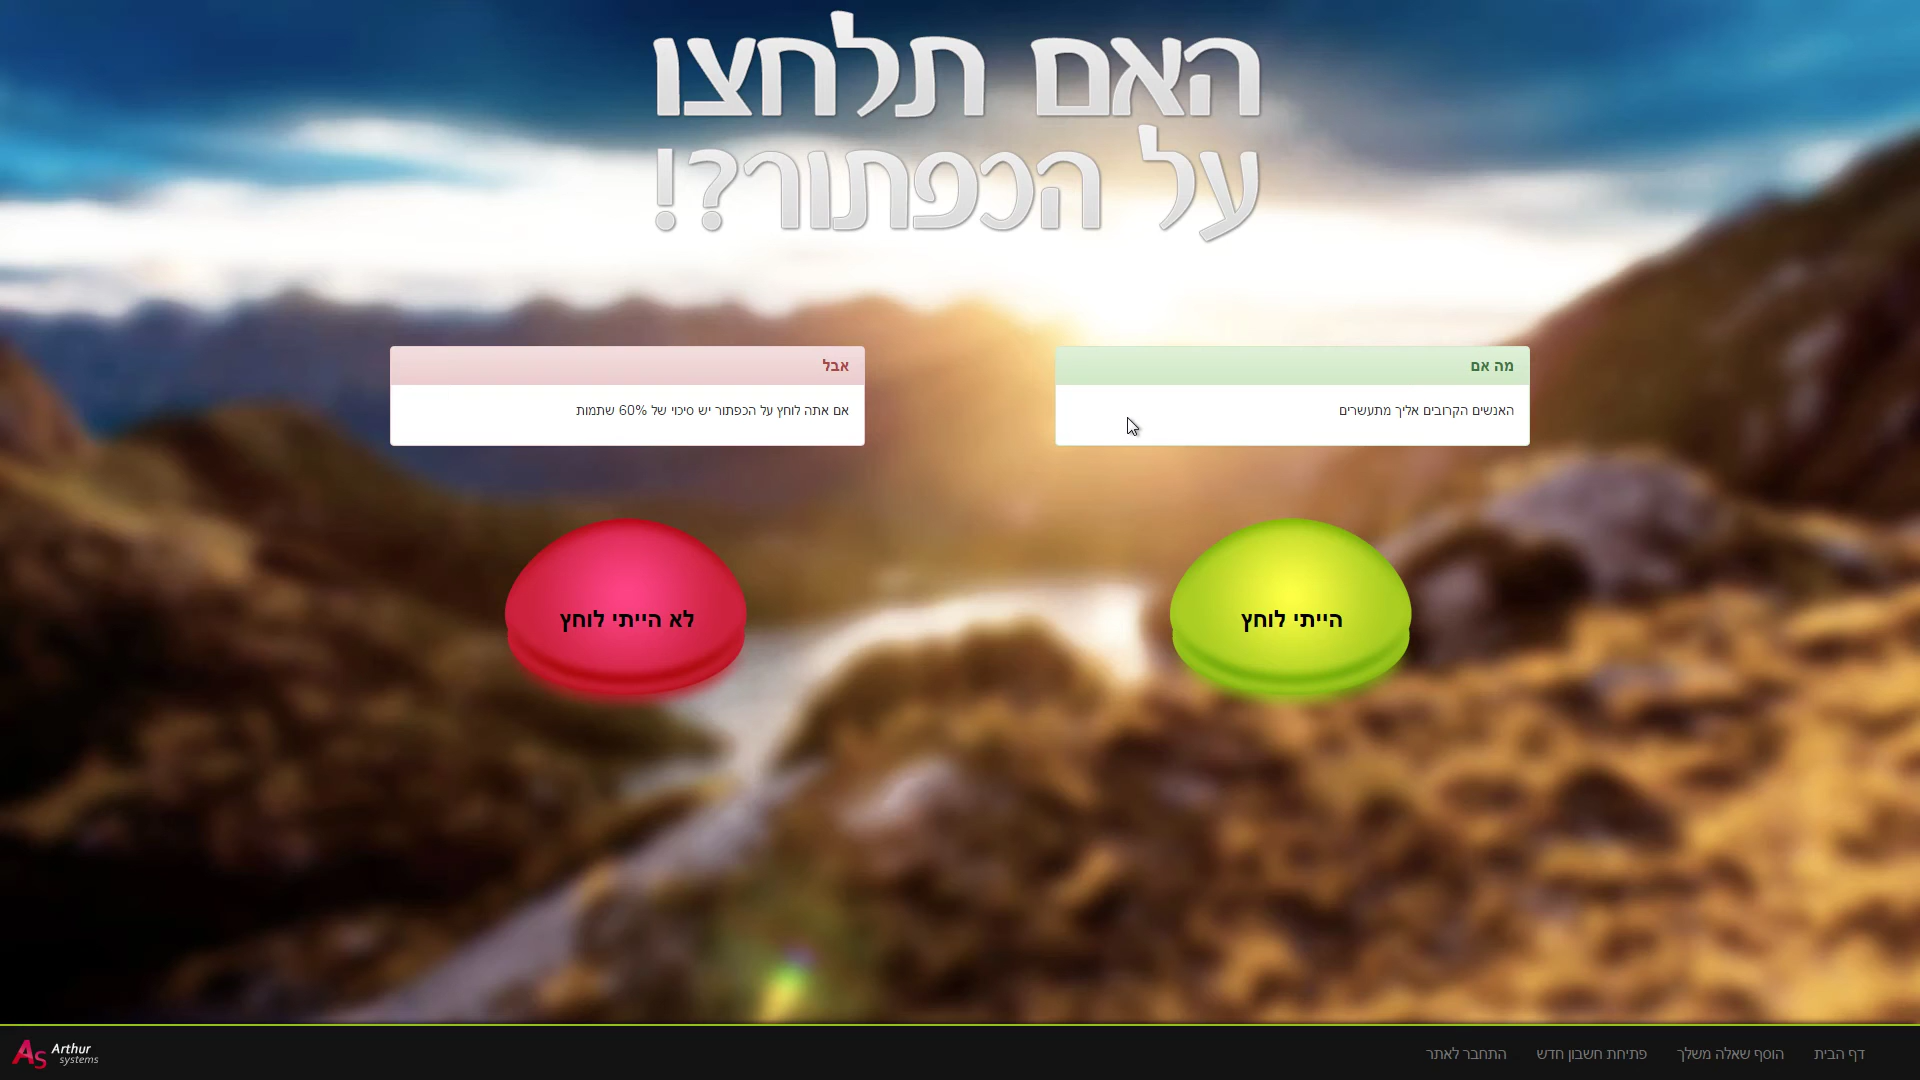 האם תלחצו
על הכפתור?!
מה אם
האנשים הקרובים אליך מתעשרים
אבל
אם אתה לוחץ על הכפתור יש סיכוי של 60% שתמות
הייתי לוחץ
לא הייתי לוחץ
דף הבית
הוסף שאלה משלך
פתיחת חשבון חדש
התחבר לאתר
AS Arthur
systems